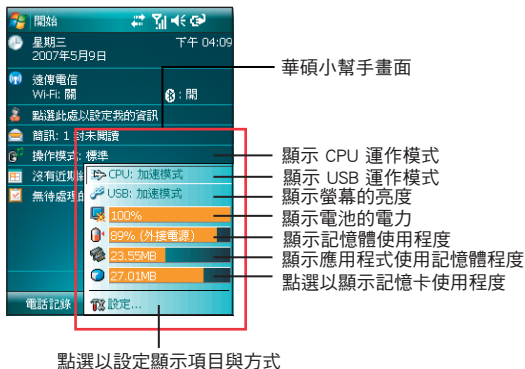 開始
星期三
2007年5月9日
下午 04:09
遠傳電信
Wi-Fi: 關
: 開
點選此處以設定我的資訊
簡訊: 1 封未閱讀
操作模式: 標準
沒有近期
無待處理的
CPU: 加速模式
USB: 加速模式
100%
89% (外接電源)
23.55MB
27.01MB
電話記錄
設定...
華碩小幫手畫面
顯示 CPU 運作模式
顯示 USB 運作模式
顯示螢幕的亮度
顯示電池的電力
顯示記憶體使用程度
顯示應用程式使用記憶體程度
點選以顯示記憶卡使用程度
點選以設定顯示項目與方式